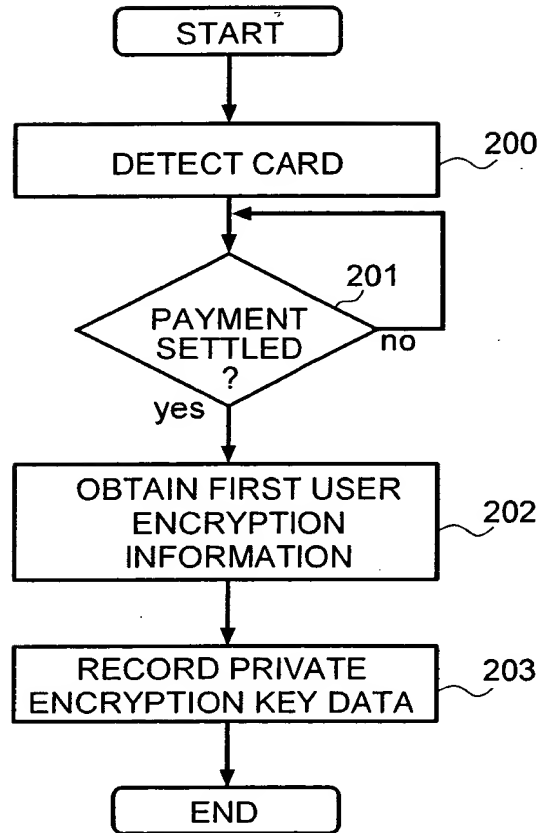 START
DETECT CARD
200
201
PAYMENT
SETTLED
?
no
yes
OBTAIN FIRST USER
ENCRYPTION
INFORMATION
202
RECORD PRIVATE
ENCRYPTION KEY DATA
203
END